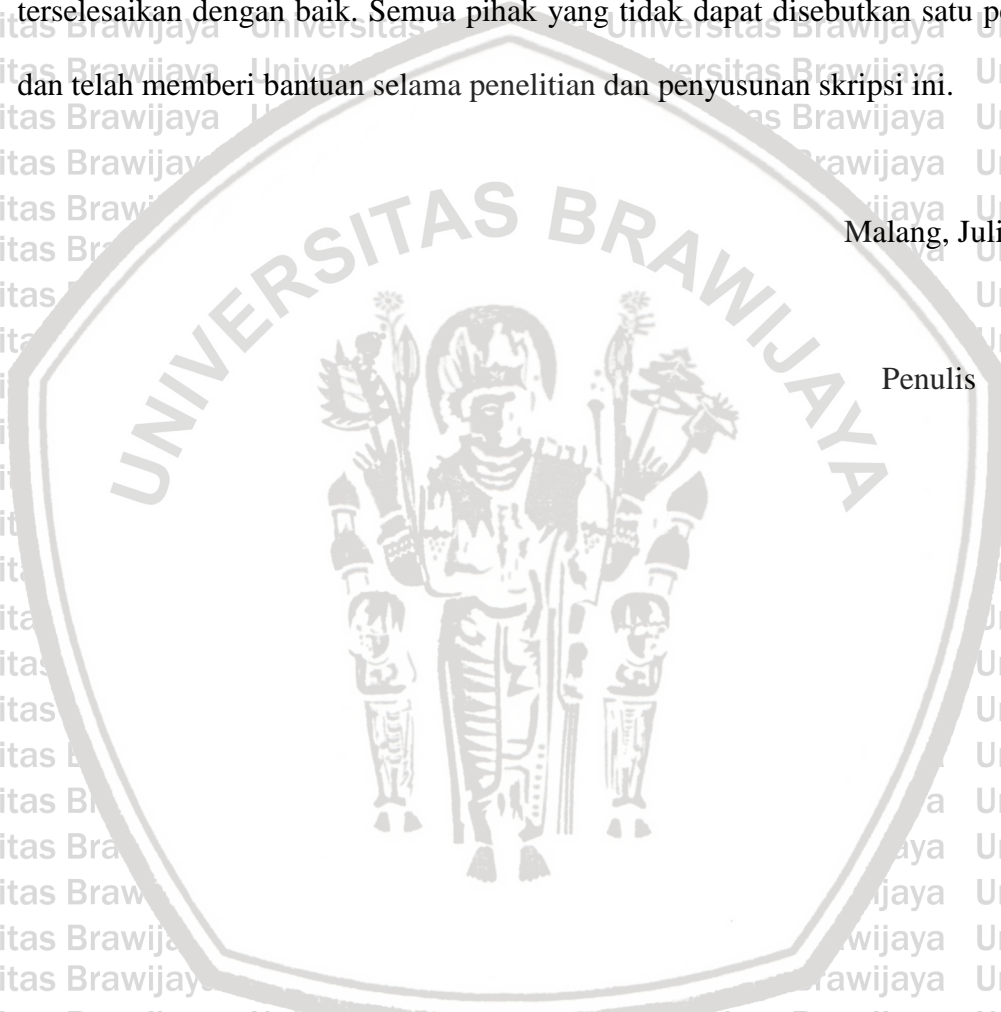 terselesaikan dengan baik. Semua pihak yang tidak dapat disebutkan satu
dan telah memberi bantuan selama penelitian dan penyusunan skripsi ini.
Malang, Juli
Penulis
UNIVERSITAS BRAWIJAYA